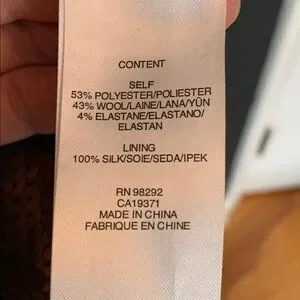 CONTENT
SELF
53% POLYESTER/POLIESTER
43% WOOL/LAINE/LANA/YÜN
4% ELASTANE/ELASTANO/
ELASTAN
LINING
100% SILK/SOIE/SEDA/IPEK
RN 98292
CA19371
MADE IN CHINA
FABRIQUE EN CHINE